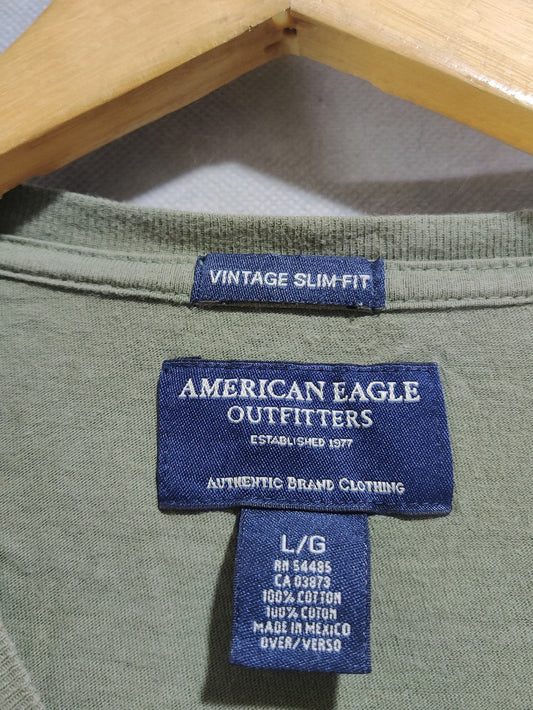 VINTAGE SLIM FIT
AMERICAN EAGLE
OUTFITTERS
ESTABLISHED 1977
AUTHENTIC BRAND CLOTHING
L/G
RN 54485
CA 03873
100% COTTON
100% COTON
MADE IN MEXICO
OVER/VERSO